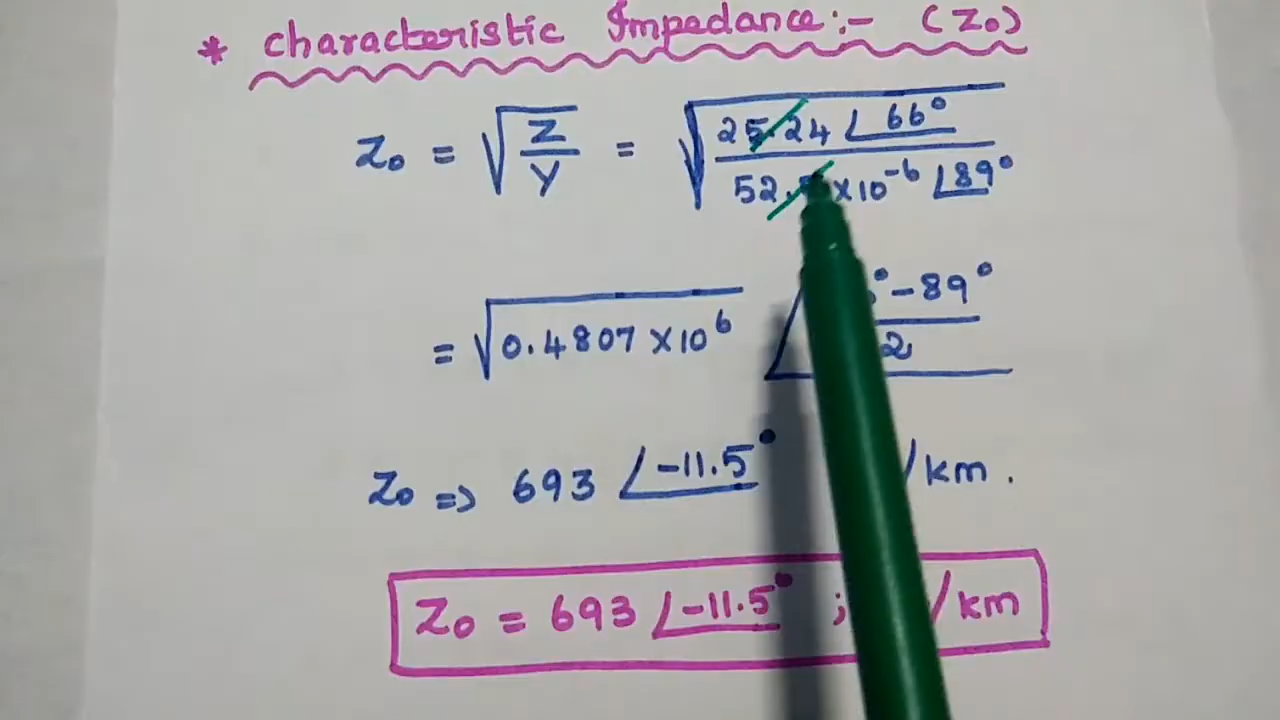 * Characteristic Impedance :- (Z₀)
Z₀ = √(Z/Y) = √(25.24 ∠66° / 52. ×10⁻⁶ ∠89°)
= √(0.4807 ×10⁶) ∠ ° - 89° / 2
Z₀ => 693 ∠-11.5° /km.
Z₀ = 693 ∠-11.5° ; /km